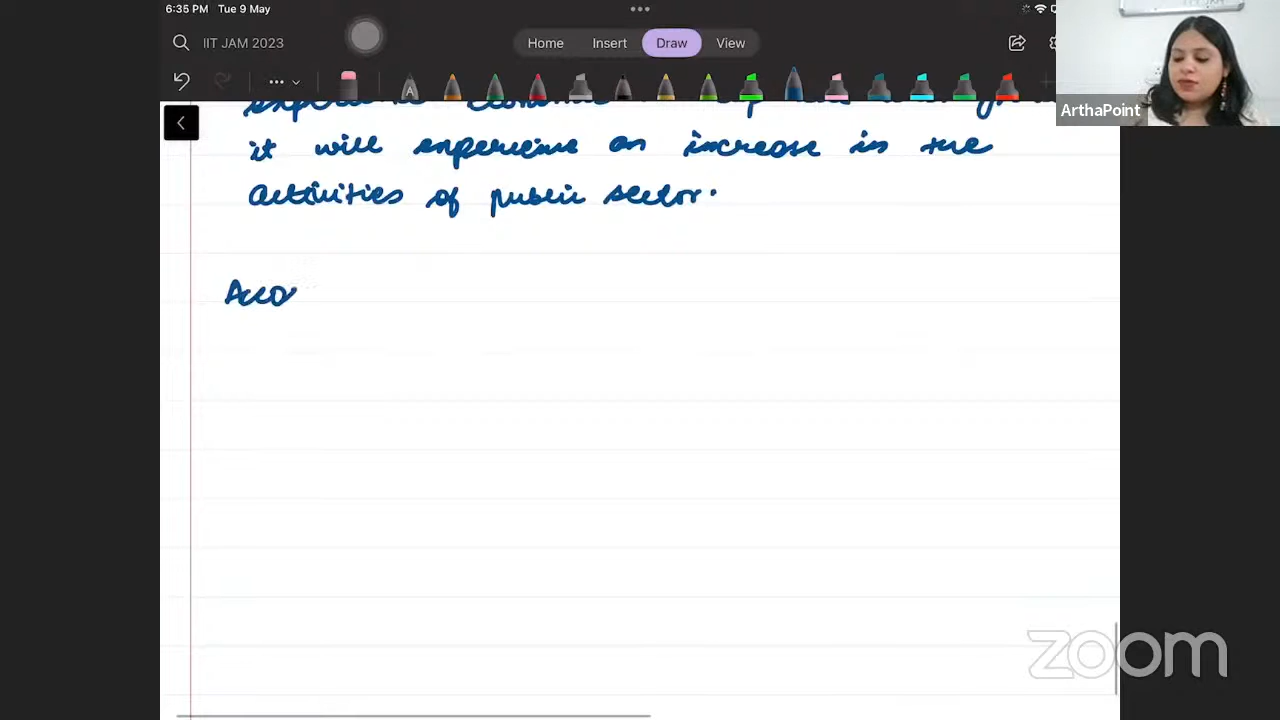 6:35 PM Tue 9 May
IIT JAM 2023
Home Insert Draw View
ArthaPoint
it will experience an increase in the
activities of public sector.
Acco
zoom